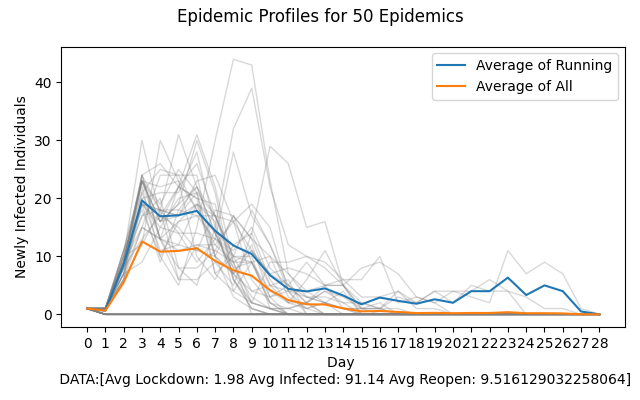 Epidemic Profiles for 50 Epidemics
Average of Running
Average of All
40
30
20
10
0
Newly Infected Individuals
0 1 2 3 4 5 6 7 8 9 10 11 12 13 14 15 16 17 18 19 20 21 22 23 24 25 26 27 28
Day
DATA:[Avg Lockdown: 1.98 Avg Infected: 91.14 Avg Reopen: 9.516129032258064]